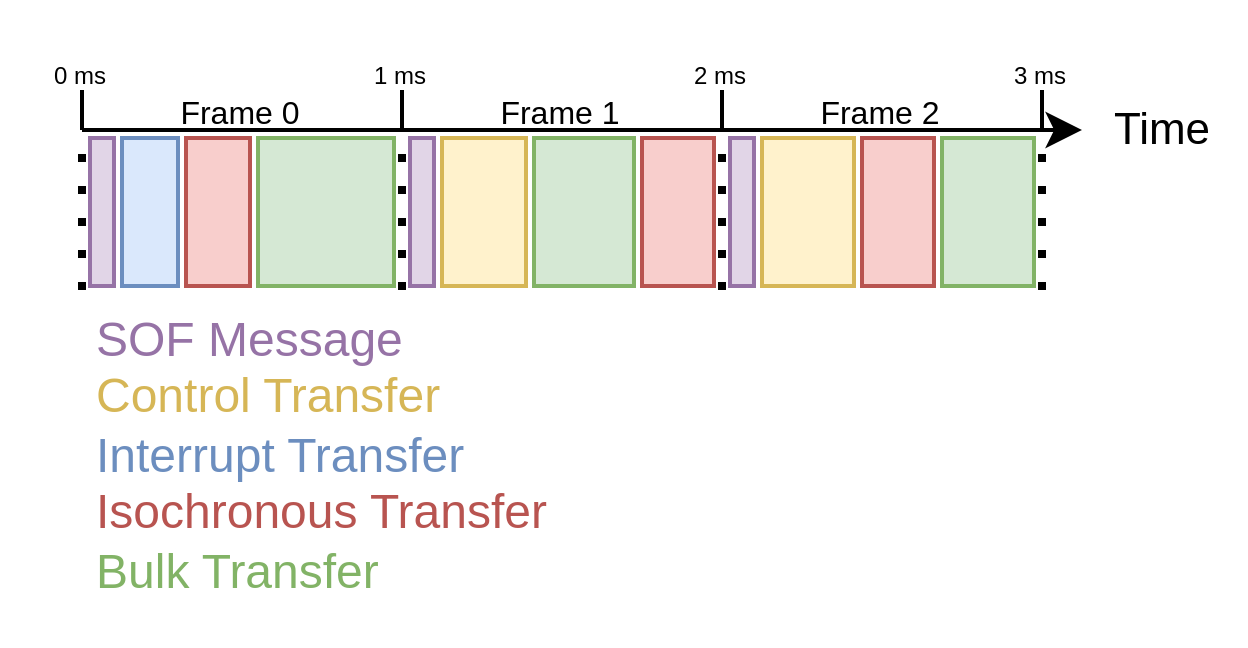 0 ms 1 ms 2 ms 3 ms
Frame 0 Frame 1 Frame 2 Time
SOF Message
Control Transfer
Interrupt Transfer
Isochronous Transfer
Bulk Transfer